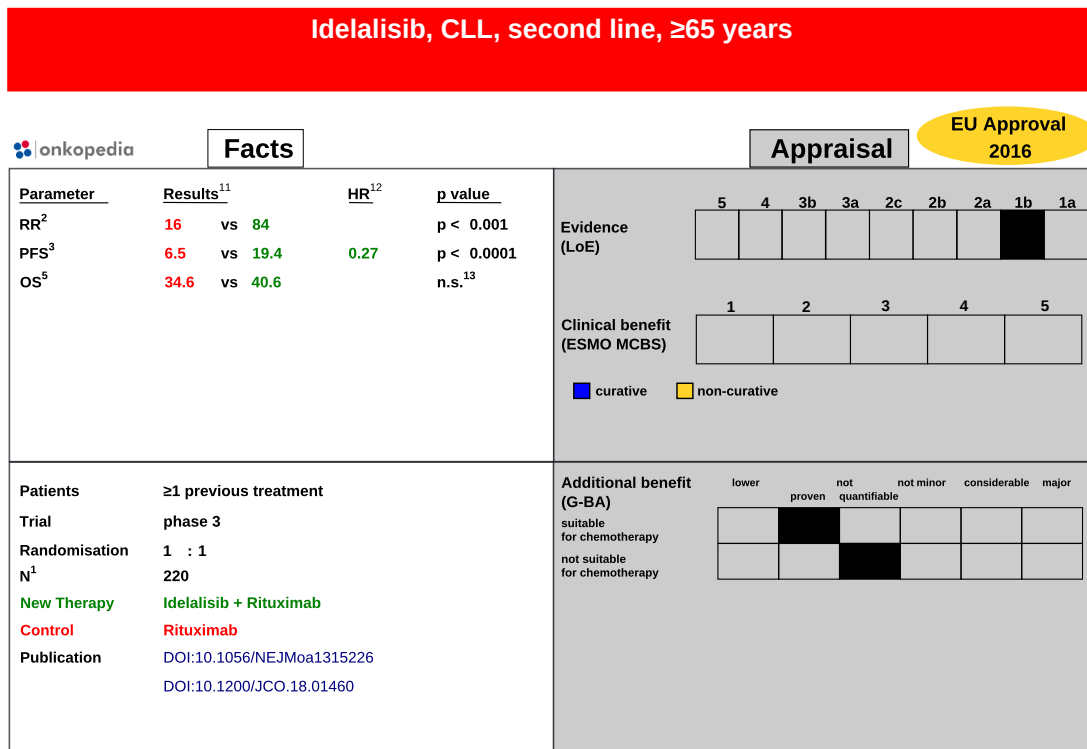 Idelalisib, CLL, second line, ≥65 years
EU Approval
2016
onkopedia
Facts
Appraisal
Parameter Results11 HR12 p value
RR2 16 vs 84 p < 0.001
PFS3 6.5 vs 19.4 0.27 p < 0.0001
OS5 34.6 vs 40.6 n.s.13
5 4 3b 3a 2c 2b 2a 1b 1a
Evidence
(LoE)
1 2 3 4 5
Clinical benefit
(ESMO MCBS)
curative non-curative
Patients ≥1 previous treatment
Trial phase 3
Randomisation 1 : 1
N1 220
New Therapy Idelalisib + Rituximab
Control Rituximab
Publication DOI:10.1056/NEJMoa1315226
DOI:10.1200/JCO.18.01460
Additional benefit
(G-BA)
lower not not minor considerable major
proven quantifiable
suitable
for chemotherapy
not suitable
for chemotherapy